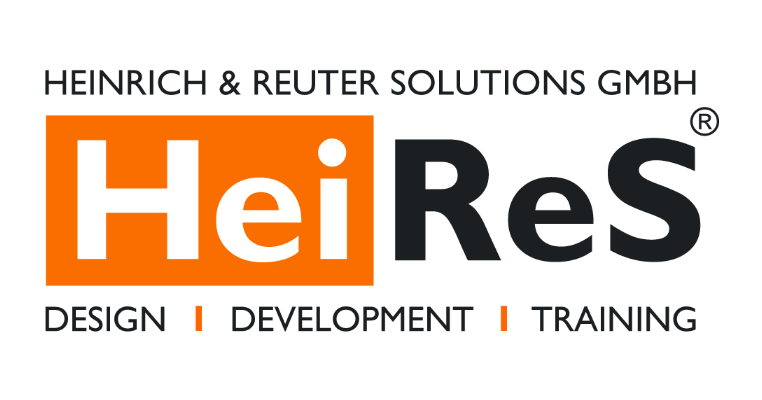 HEINRICH & REUTER SOLUTIONS GMBH
HeiReS®
DESIGN I DEVELOPMENT I TRAINING